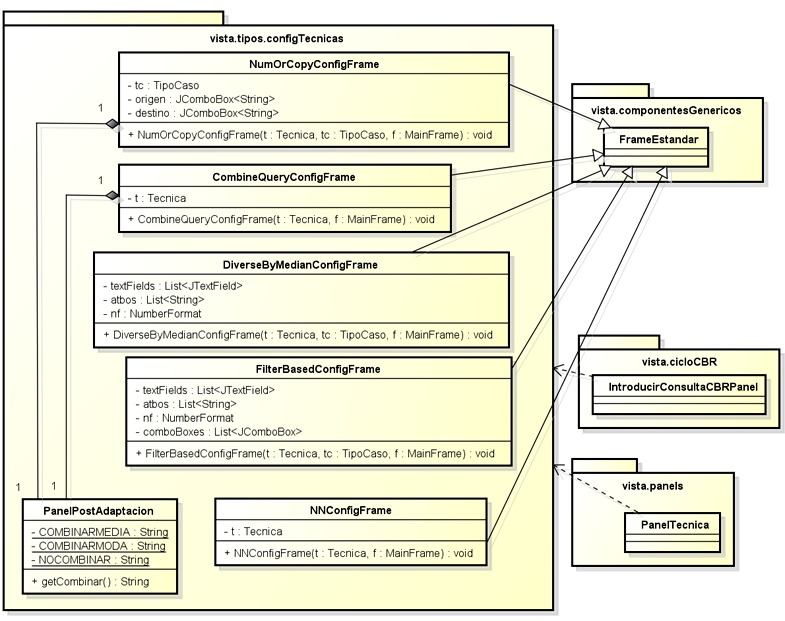 vista.tipos.configTecnicas
NumOrCopyConfigFrame
- tc : TipoCaso
- origen : JComboBox<String>
- destino : JComboBox<String>
+ NumOrCopyConfigFrame(t : Tecnica, tc : TipoCaso, f : MainFrame) : void
1
CombineQueryConfigFrame
- t : Tecnica
+ CombineQueryConfigFrame(t : Tecnica, f : MainFrame) : void
1
DiverseByMedianConfigFrame
- textFields : List<JTextField>
- atbos : List<String>
- nf : NumberFormat
+ DiverseByMedianConfigFrame(t : Tecnica, tc : TipoCaso, f : MainFrame) : void
FilterBasedConfigFrame
- textFields : List<JTextField>
- atbos : List<String>
- nf : NumberFormat
- comboBoxes : List<JComboBox>
+ FilterBasedConfigFrame(t : Tecnica, tc : TipoCaso, f : MainFrame) : void
1
1
PanelPostAdaptacion
- COMBINARMEDIA : String
- COMBINARMODA : String
- NOCOMBINAR : String
+ getCombinar() : String
NNConfigFrame
- t : Tecnica
+ NNConfigFrame(t : Tecnica, f : MainFrame) : void
vista.componentesGenericos
FrameEstandar
vista.cicloCBR
IntroducirConsultaCBRPanel
vista.panels
PanelTecnica